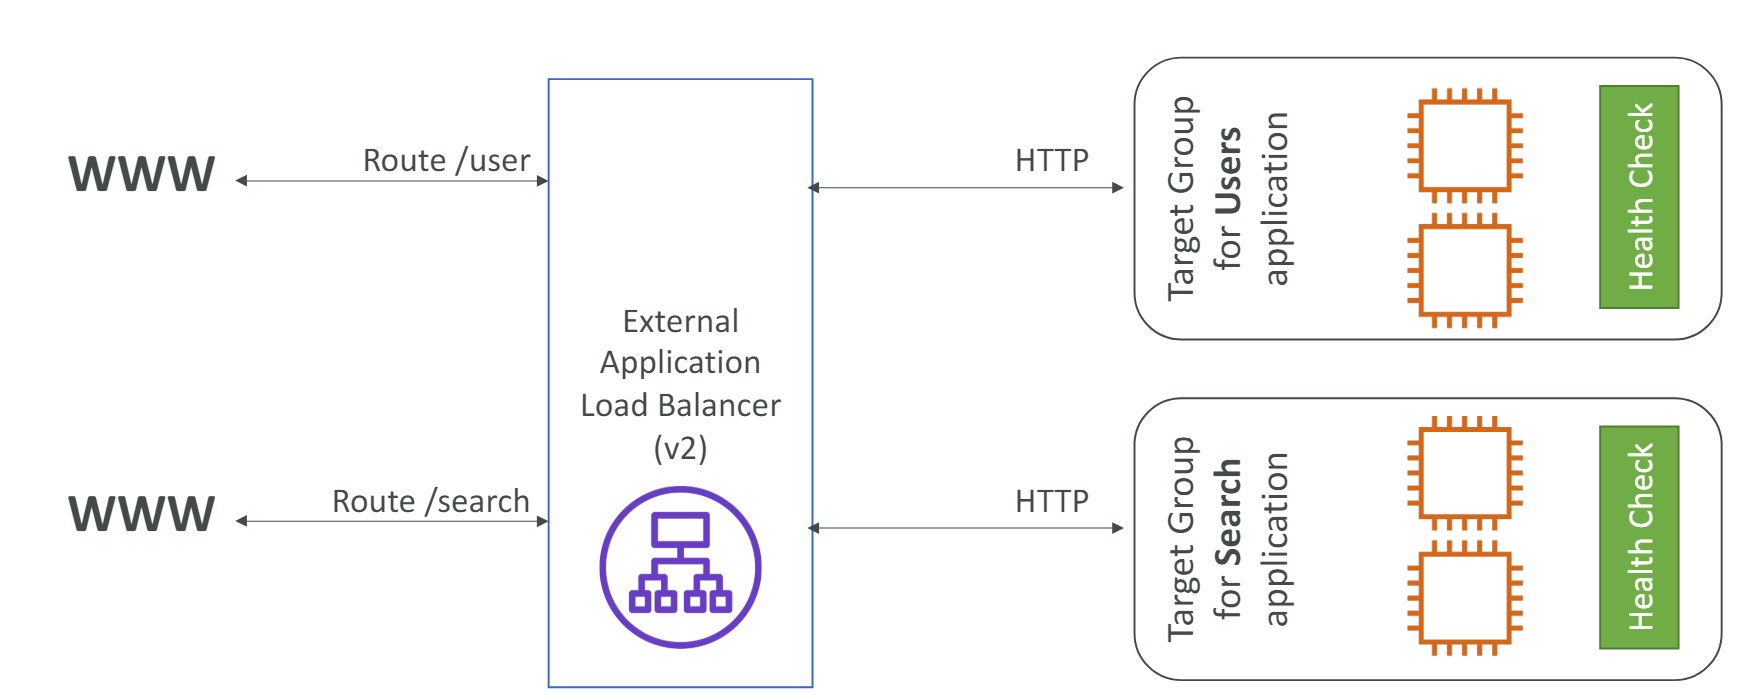 WWW
Route /user
HTTP
Target Group
for Users
application
Health Check
External
Application
Load Balancer
(v2)
WWW
Route /search
HTTP
Target Group
for Search
application
Health Check